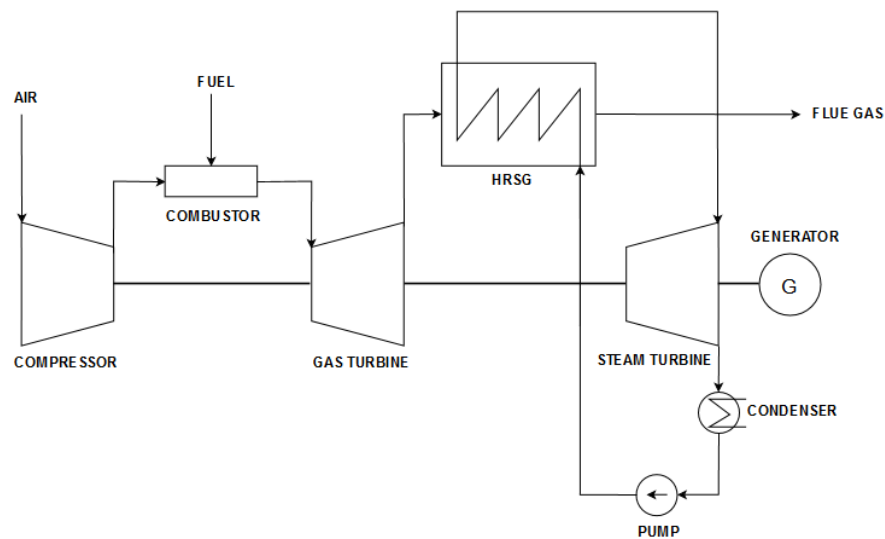 FUEL
AIR
FLUE GAS
HRSG
COMBUSTOR
GENERATOR
G
COMPRESSOR
GAS TURBINE
STEAM TURBINE
CONDENSER
PUMP